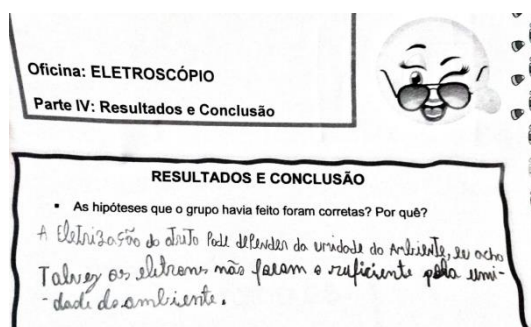 Oficina: ELETROSCÓPIO
Parte IV: Resultados e Conclusão
RESULTADOS E CONCLUSÃO
▪ As hipóteses que o grupo havia feito foram corretas? Por quê?
A Eletrização do atrito Pode dePender da umidade do Ambiente, eu acho
Talvez os elétrons não foram o suficiente pela umi-
-dade do ambiente.